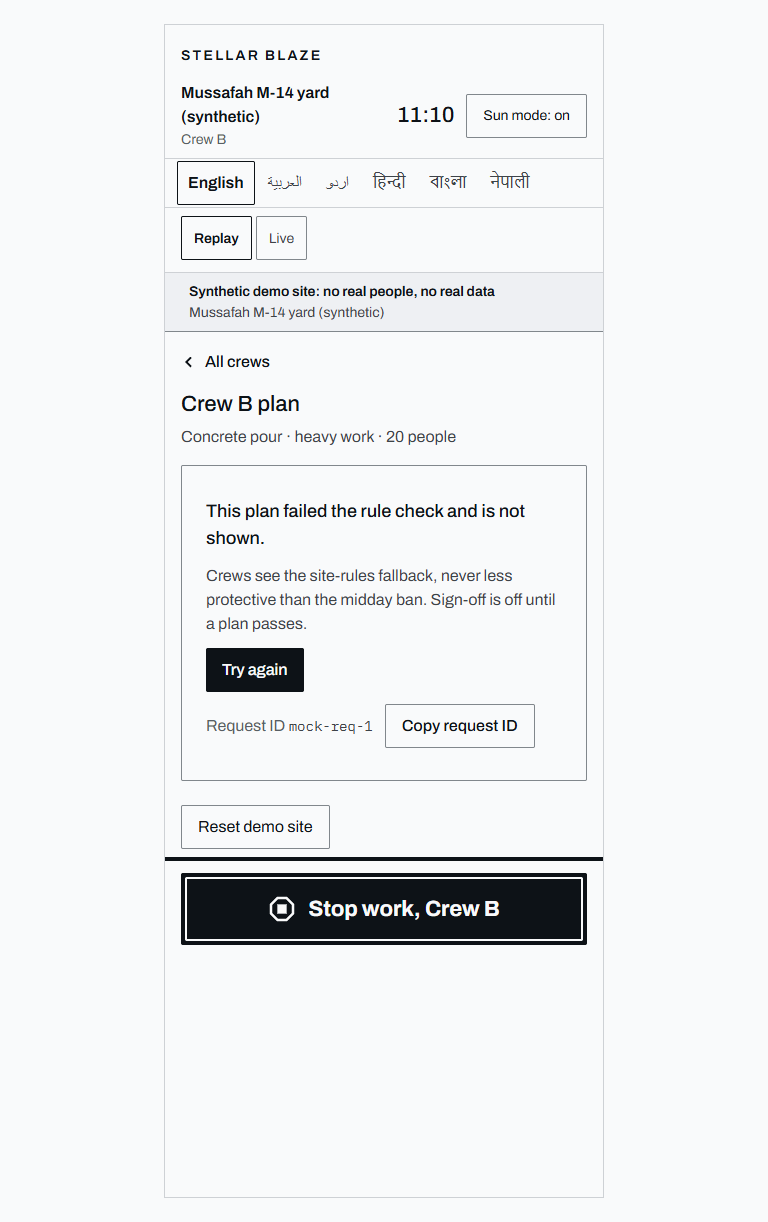 STELLAR BLAZE
Mussafah M-14 yard
(synthetic)
Crew B
11:10
Sun mode: on
English العربية اردو हिन्दी বাংলা नेपाली
Replay Live
Synthetic demo site: no real people, no real data
Mussafah M-14 yard (synthetic)
All crews
Crew B plan
Concrete pour · heavy work · 20 people
This plan failed the rule check and is not
shown.
Crews see the site-rules fallback, never less
protective than the midday ban. Sign-off is off until
a plan passes.
Try again
Request ID mock-req-1 Copy request ID
Reset demo site
Stop work, Crew B